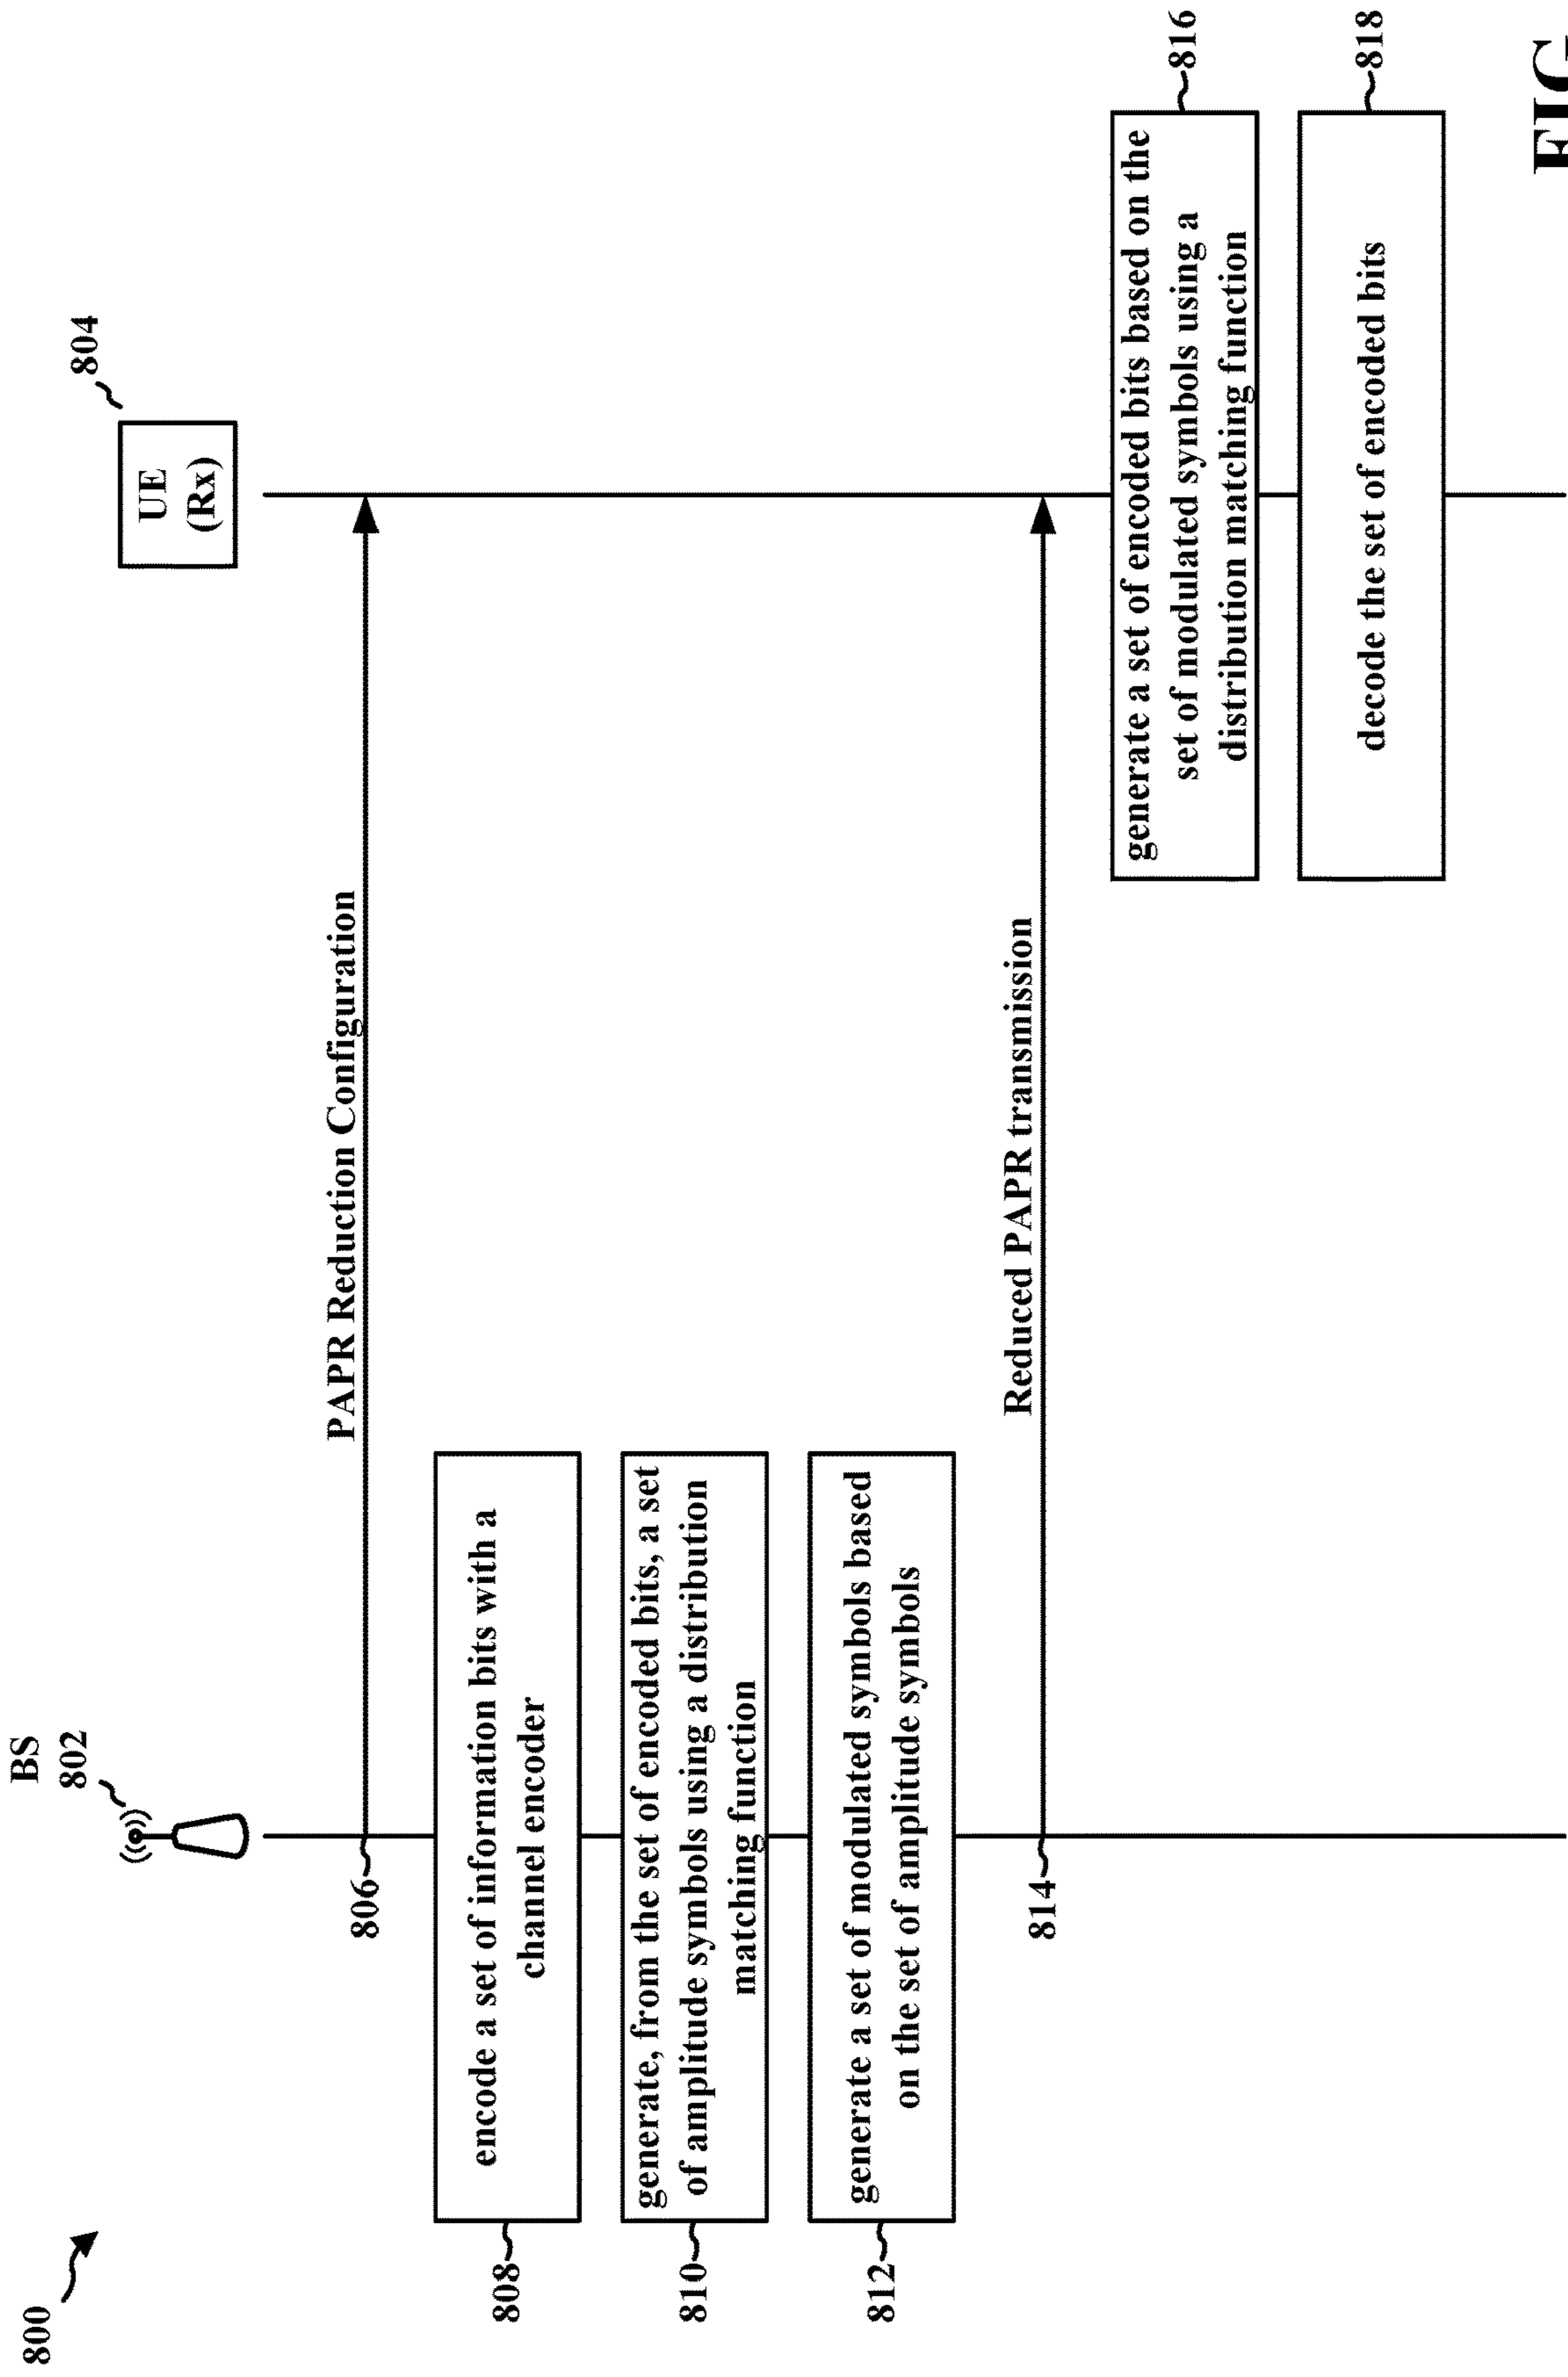 800
BS
802
804
UE
(Rx)
PAPR Reduction Configuration
806
808
encode a set of information bits with a
channel encoder
810
generate, from the set of encoded bits, a set
of amplitude symbols using a distribution
matching function
812
generate a set of modulated symbols based
on the set of amplitude symbols
Reduced PAPR transmission
814
generate a set of encoded bits based on the
set of modulated symbols using a
distribution matching function
816
decode the set of encoded bits
818